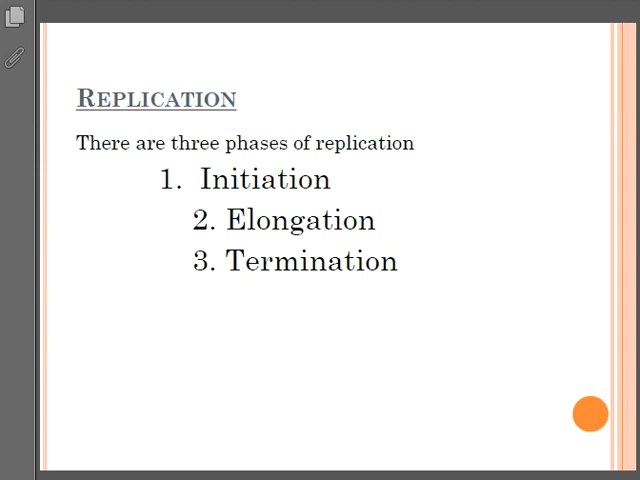 REPLICATION
There are three phases of replication
1. Initiation
2. Elongation
3. Termination